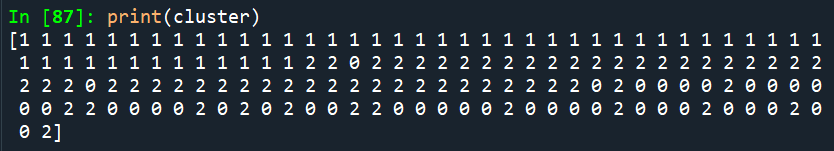 In [87]: print(cluster)
[1 1 1 1 1 1 1 1 1 1 1 1 1 1 1 1 1 1 1 1 1 1 1 1 1 1 1 1 1 1 1 1 1 1 1 1 1
1 1 1 1 1 1 1 1 1 1 1 1 1 2 2 0 2 2 2 2 2 2 2 2 2 2 2 2 2 2 2 2 2 2 2 2 2
2 2 2 0 2 2 2 2 2 2 2 2 2 2 2 2 2 2 2 2 2 2 2 2 2 2 0 2 0 0 0 0 2 0 0 0 0
0 0 2 2 0 0 0 0 2 0 2 0 2 0 0 2 2 0 0 0 0 0 2 0 0 0 0 2 0 0 0 2 0 0 0 2 0
0 2]